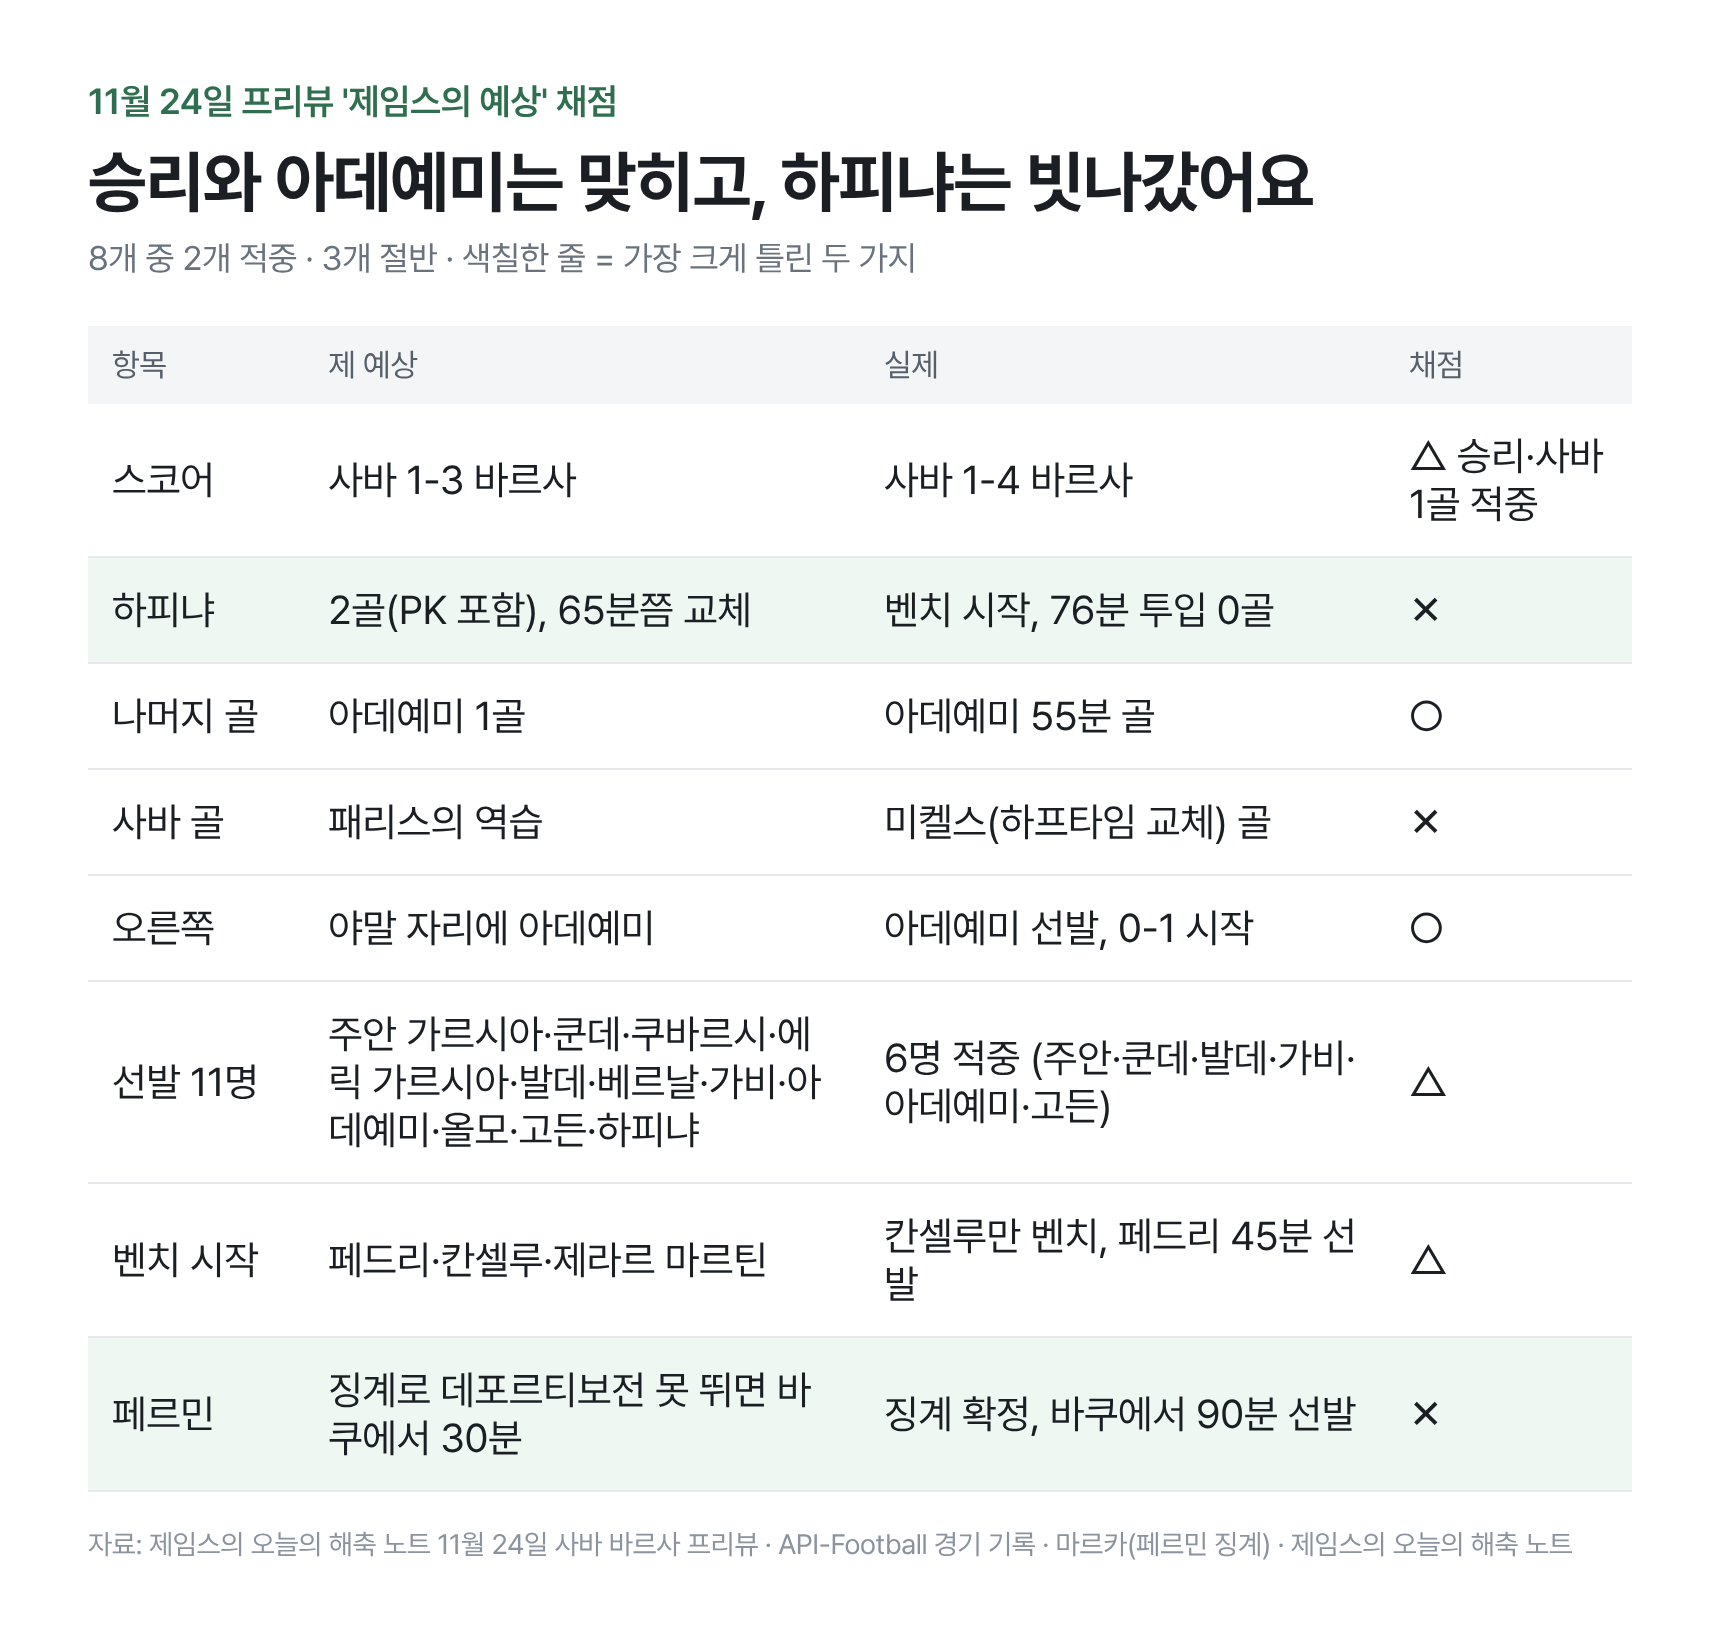 11월 24일 프리뷰 '제임스의 예상' 채점
승리와 아데예미는 맞히고, 하피냐는 빗나갔어요
8개 중 2개 적중 · 3개 절반 · 색칠한 줄 = 가장 크게 틀린 두 가지
항목 제 예상 실제 채점
스코어 사바 1-3 바르사 사바 1-4 바르사 △ 승리·사바
1골 적중
하피냐 2골(PK 포함), 65분쯤 교체 벤치 시작, 76분 투입 0골 ✕
나머지 골 아데예미 1골 아데예미 55분 골 ○
사바 골 패리스의 역습 미켈스(하프타임 교체) 골 ✕
오른쪽 야말 자리에 아데예미 아데예미 선발, 0-1 시작 ○
선발 11명 주안 가르시아·쿤데·쿠바르시·에
릭 가르시아·발데·베르날·가비·아
데예미·올모·고든·하피냐
6명 적중 (주안·쿤데·발데·가비·
아데예미·고든)
△
벤치 시작 페드리·칸셀루·제라르 마르틴 칸셀루만 벤치, 페드리 45분 선
발
△
페르민 징계로 데포르티보전 못 뛰면 바
쿠에서 30분
징계 확정, 바쿠에서 90분 선발 ✕
자료: 제임스의 오늘의 해축 노트 11월 24일 사바 바르사 프리뷰 · API-Football 경기 기록 · 마르카(페르민 징계) · 제임스의 오늘의 해축 노트